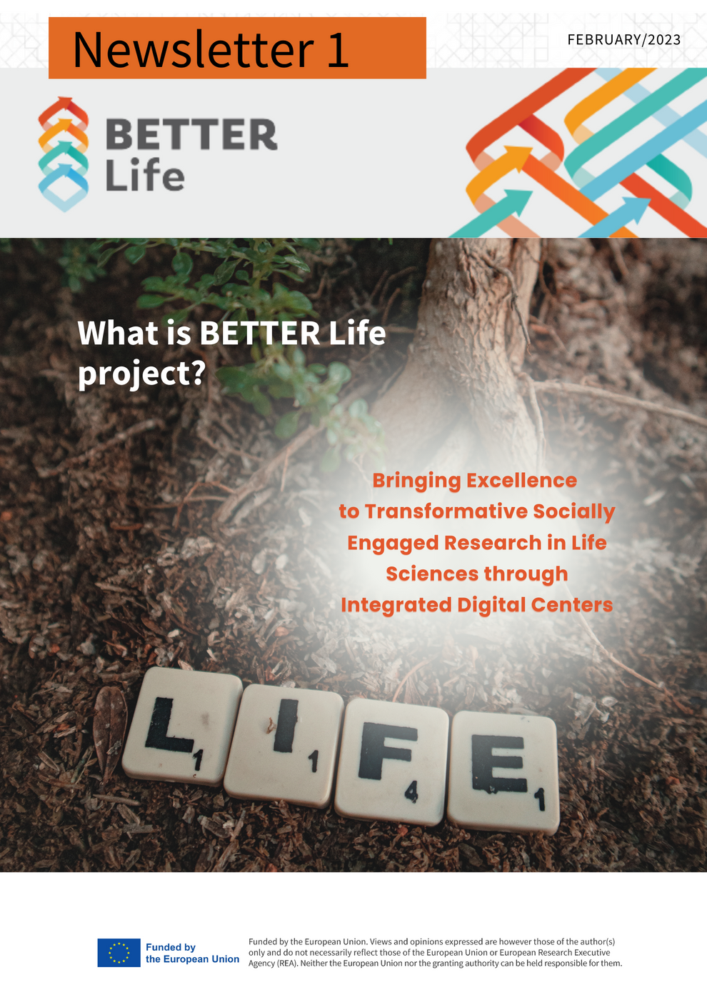 Newsletter 1
FEBRUARY/2023
BETTER
Life
What is BETTER Life
project?
Bringing Excellence
to Transformative Socially
Engaged Research in Life
Sciences through
Integrated Digital Centers
L1 I1 F4 E1
Funded by
the European Union
Funded by the European Union. Views and opinions expressed are however those of the author(s)
only and do not necessarily reflect those of the European Union or European Research Executive
Agency (REA). Neither the European Union nor the granting authority can be held responsible for them.